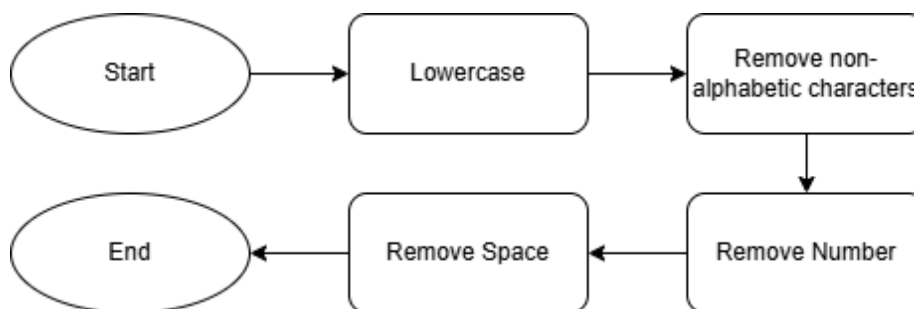 Start
Lowercase
Remove non-
alphabetic characters
Remove Number
Remove Space
End